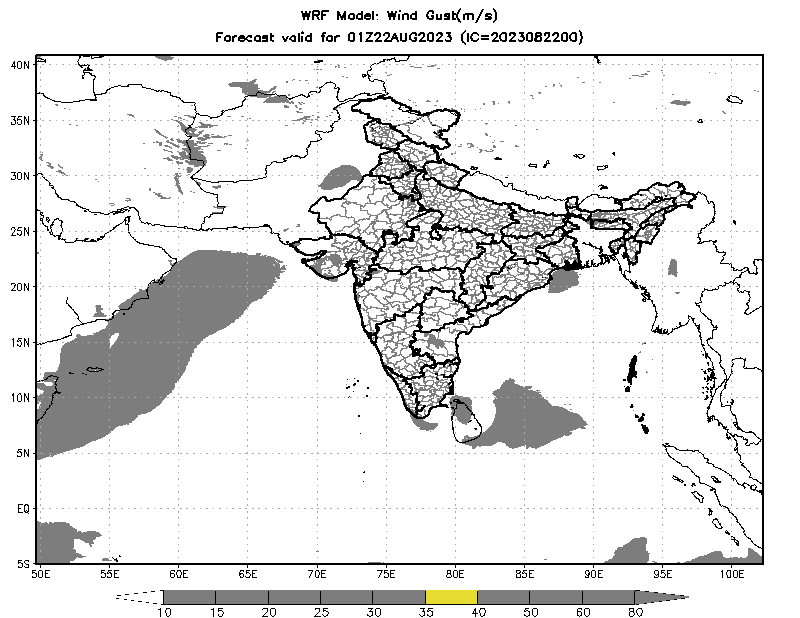 WRF Model: Wind Gust(m/s)
Forecast valid for 01Z22AUG2023 (IC=2023082200)
40N
35N
30N
25N
20N
15N
10N
5N
EQ
5S
50E 55E 60E 65E 70E 75E 80E 85E 90E 95E 100E
10 15 20 25 30 35 40 50 60 80